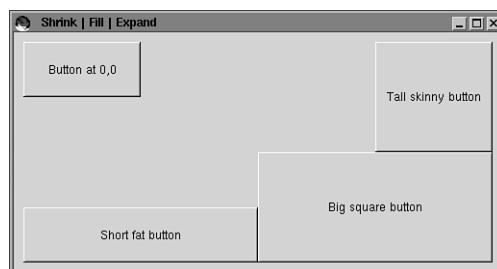 Shrink | Fill | Expand
Button at 0,0
Tall skinny button
Big square button
Short fat button